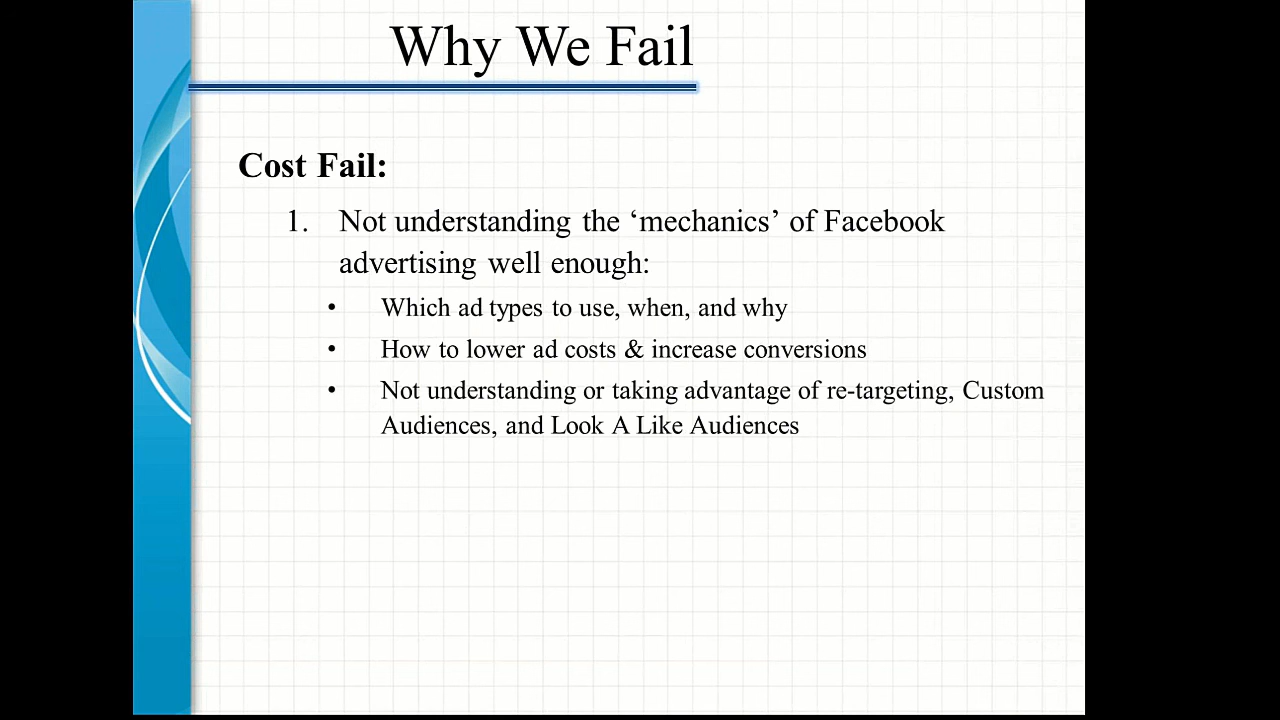 Why We Fail
Cost Fail:
1. Not understanding the ‘mechanics’ of Facebook
advertising well enough:
• Which ad types to use, when, and why
• How to lower ad costs & increase conversions
• Not understanding or taking advantage of re-targeting, Custom
Audiences, and Look A Like Audiences